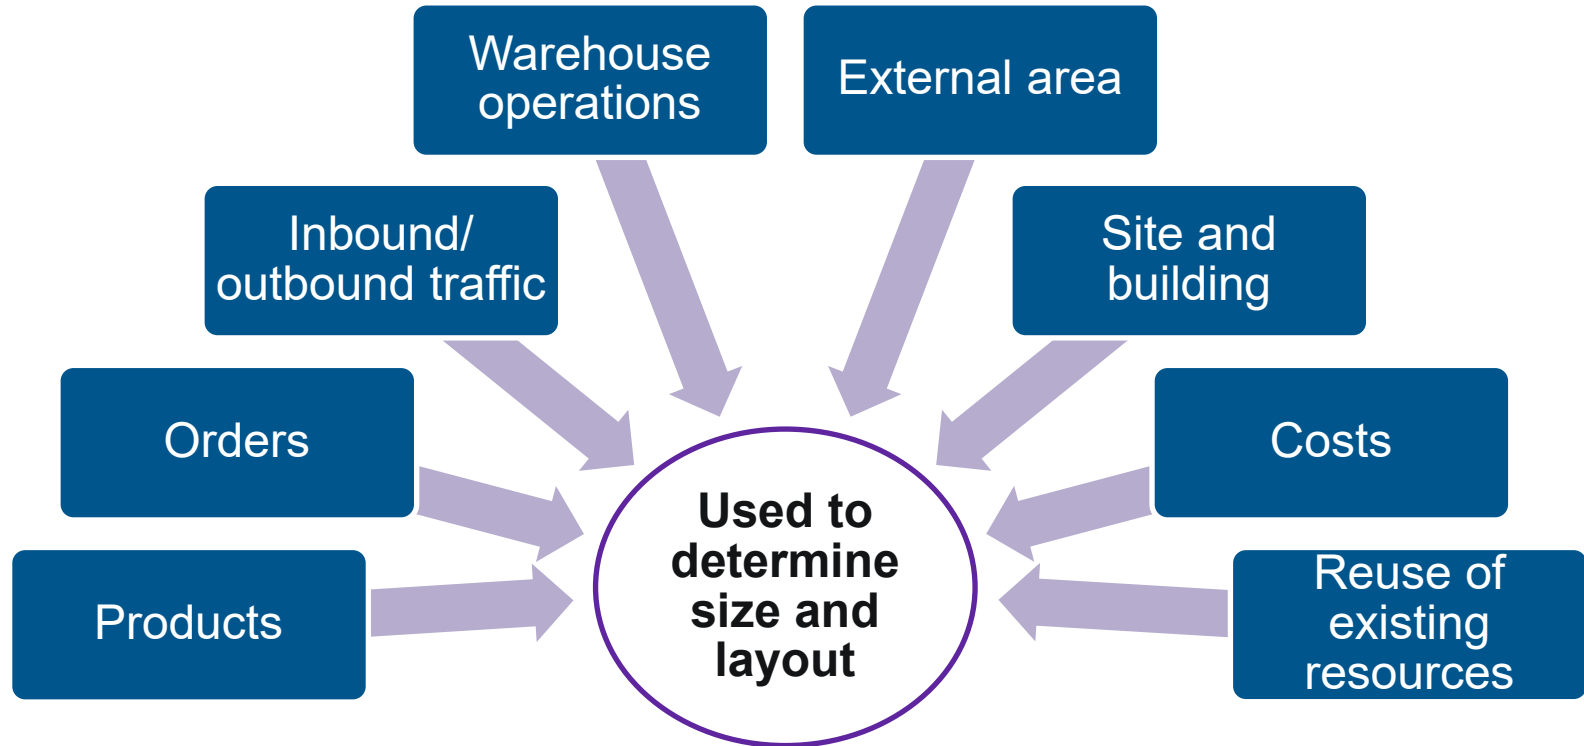 Warehouse
operations
External area
Inbound/
outbound traffic
Site and
building
Orders
Costs
Used to
determine
size and
layout
Products
Reuse of
existing
resources